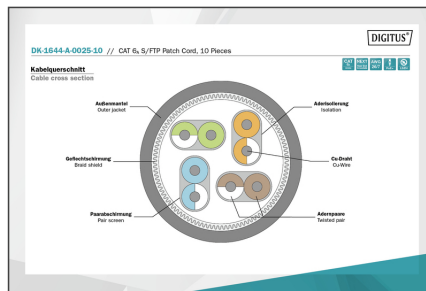 DIGITUS®
DK-1644-A-0025-10 // CAT 6A S/FTP Patch Cord, 10 Pieces
Kabelquerschnitt
Cable cross section
Außenmantel
Outer jacket
Aderisolierung
Isolation
Geflechtschirmung
Braid shield
Cu-Draht
Cu-Wire
Paarabschirmung
Pair screen
Adernpaare
Twisted pair